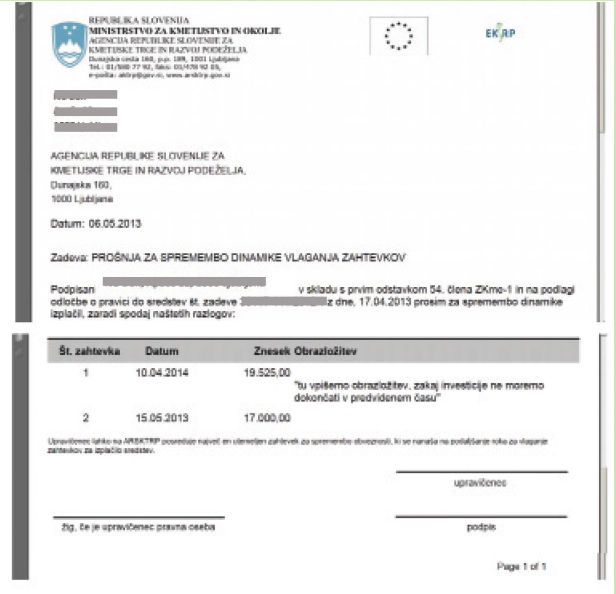 REPUBLIKA SLOVENIJA
MINISTRSTVO ZA KMETIJSTVO IN OKOLJE
AGENCIJA REPUBLIKE SLOVENIJE ZA
KMETIJSKE TRGE IN RAZVOJ PODEŽELJA
Dunajska cesta 160, p.p. 189, 1001 Ljubljana
Tel.: 01/580 77 92, faks: 01/478 92 05,
e-pošta: aktrp@gov.si, www.arsktrp.gov.si
EKSRP
AGENCIJA REPUBLIKE SLOVENIJE ZA
KMETIJSKE TRGE IN RAZVOJ PODEŽELJA,
Dunajska 160,
1000 Ljubljana
Datum: 06.05.2013
Zadeva: PROŠNJA ZA SPREMEMBO DINAMIKE VLAGANJA ZAHTEVKOV
Podpisan v skladu s prvim odstavkom 54. člena ZKme-1 in na podlagi
odločbe o pravici do sredstev št. zadeve z dne, 17.04.2013 prosim za spremembo dinamike
izplačil, zaradi spodaj naštetih razlogov:
Št. zahtevka Datum Znesek Obrazložitev
1 10.04.2014 19.525,00
"tu vpišemo obrazložitev, zakaj investicije ne moremo
dokončati v predvidenem času"
2 15.05.2013 17.000,00
Upravičenec lahko na ARSKTRP posreduje največ en utemeljen zahtevek za spremembo obveznosti, ki se nanaša na podaljšanje roka za vlaganje
zahtevkov za izplačilo sredstev.
upravičenec
žig, če je upravičenec pravna oseba podpis
Page 1 of 1